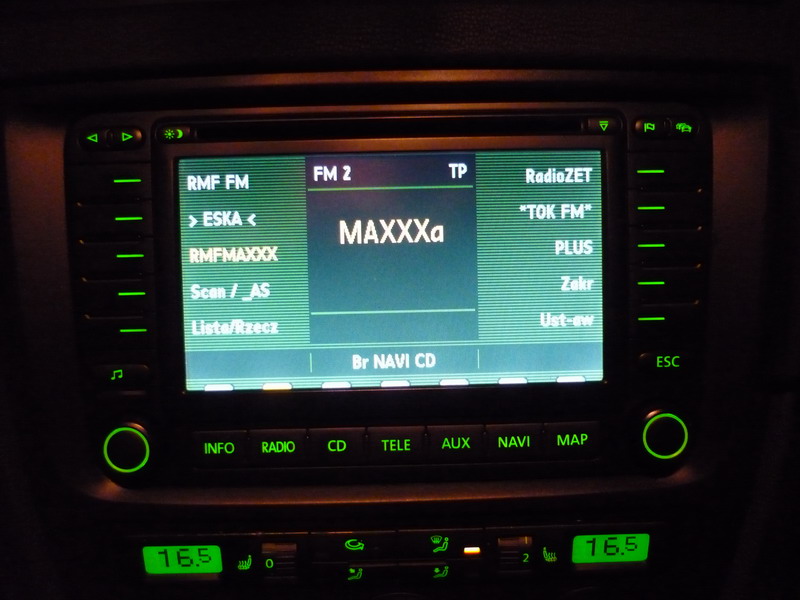 FM 2 TP
RMF FM
> ESKA <
RMFMAXXX
Scan / _AS
Lista/Rzecz
MAXXXa
RadioZET
"TOK FM"
PLUS
Zakr
Ust-aw
Br NAVI CD
ESC
INFO RADIO CD TELE AUX NAVI MAP
16.5 0 2 16.5